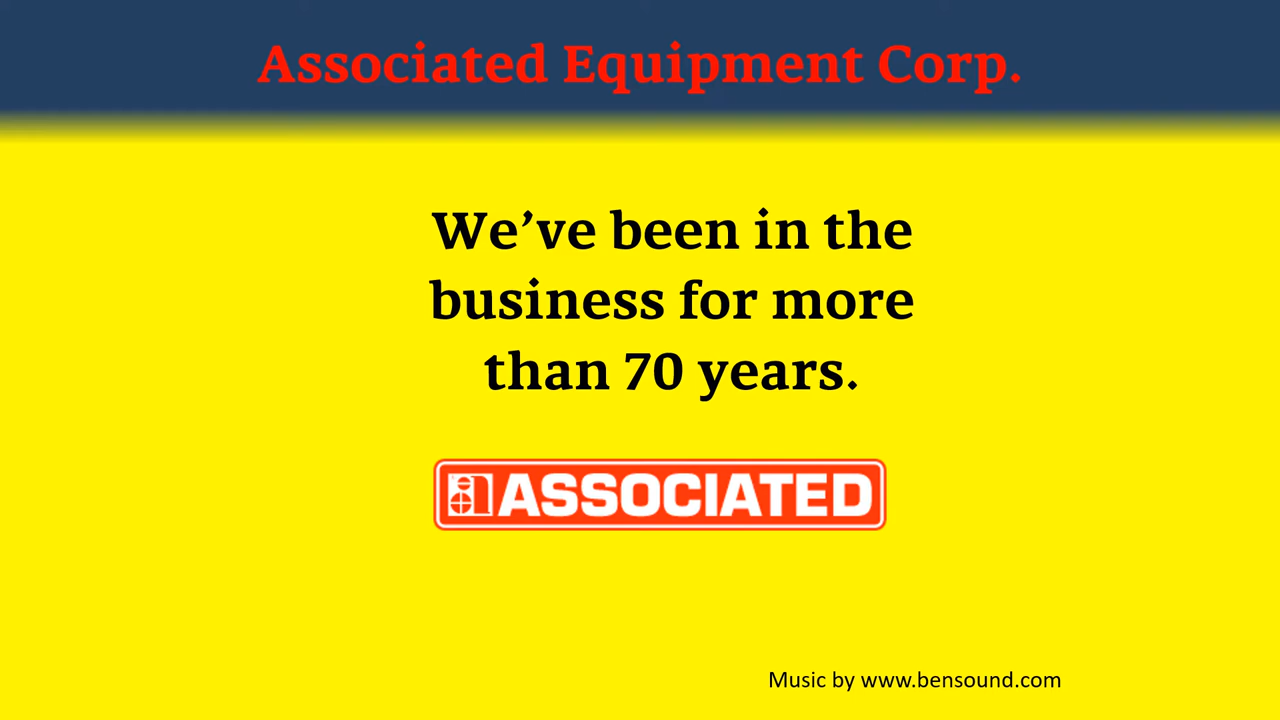 Associated Equipment Corp.
We’ve been in the
business for more
than 70 years.
ASSOCIATED
Music by www.bensound.com